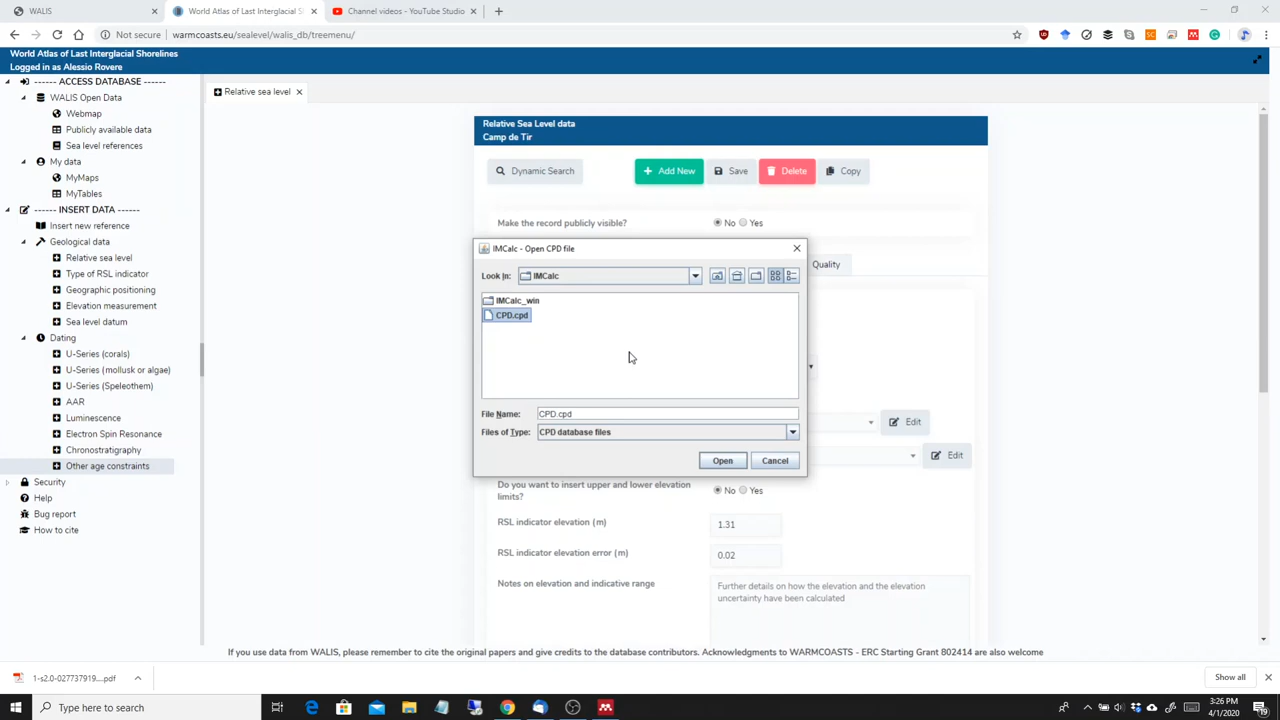 WALIS
World Atlas of Last Interglacial
Channel videos - YouTube Studio
Not secure
warmcoasts.eu/sealevel/walis_db/treemenu/
World Atlas of Last Interglacial Shorelines
Logged in as Alessio Rovere
------ ACCESS DATABASE ------
WALIS Open Data
Webmap
Publicly available data
Sea level references
My data
MyMaps
MyTables
------ INSERT DATA ------
Insert new reference
Geological data
Relative sea level
Type of RSL indicator
Geographic positioning
Elevation measurement
Sea level datum
Dating
U-Series (corals)
U-Series (mollusk or algae)
U-Series (Speleothem)
AAR
Luminescence
Electron Spin Resonance
Chronostratigraphy
Other age constraints
Security
Help
Bug report
How to cite
Relative sea level
Relative Sea Level data
Camp de Tir
Dynamic Search
Add New
Save
Delete
Copy
Make the record publicly visible?
No
Yes
Quality
IMCalc - Open CPD file
Look In:
IMCalc
IMCalc_win
CPD.cpd
File Name:
CPD.cpd
Files of Type:
CPD database files
Open
Cancel
Edit
Edit
Do you want to insert upper and lower elevation
limits?
No
Yes
RSL indicator elevation (m)
1.31
RSL indicator elevation error (m)
0.02
Notes on elevation and indicative range
Further details on how the elevation and the elevation
uncertainty have been calculated
If you use data from WALIS, please remember to cite the original papers and give credits to the database contributors. Acknowledgments to WARMCOASTS - ERC Starting Grant 802414 are also welcome
1-s2.0-027737919....pdf
Show all
Type here to search
3:26 PM
4/1/2020